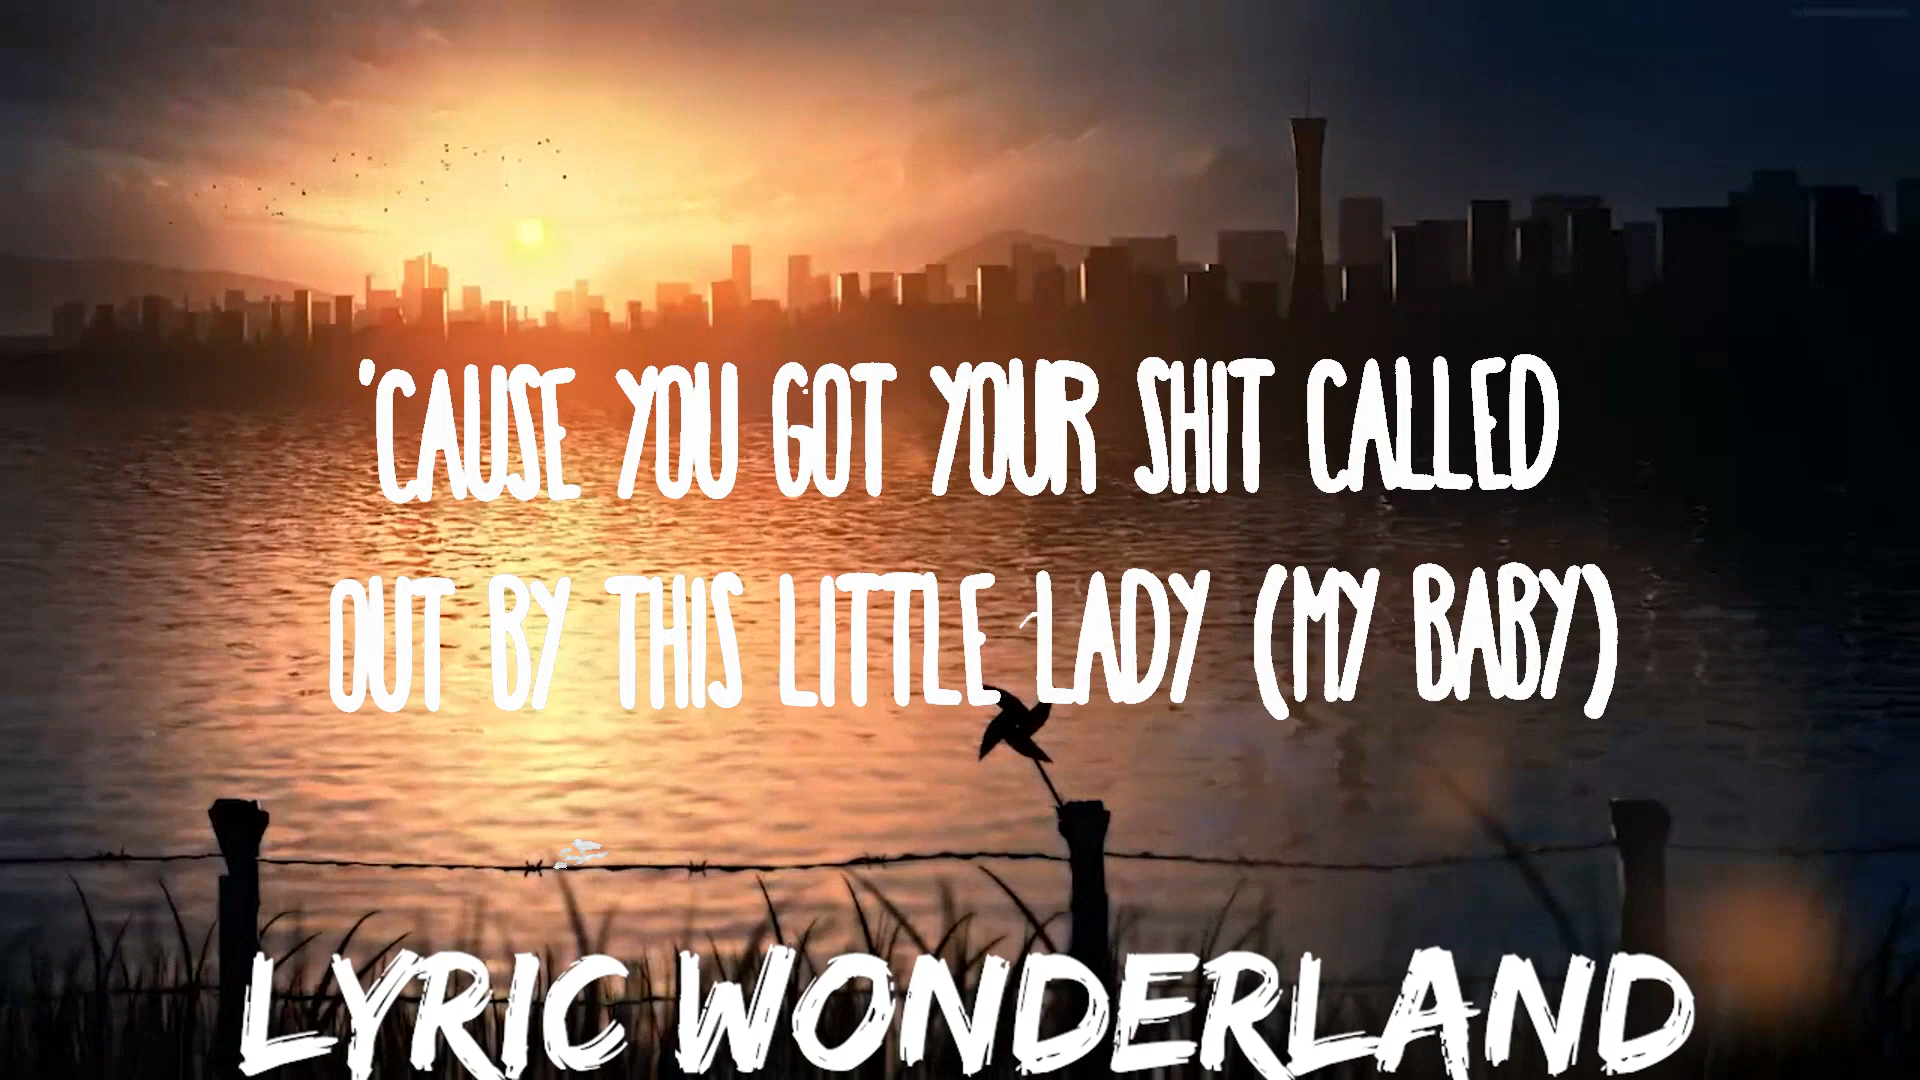 'CAUSE YOU GOT YOUR SHIT CALLED
OUT BY THIS LITTLE LADY (MY BABY)
LYRIC WONDERLAND